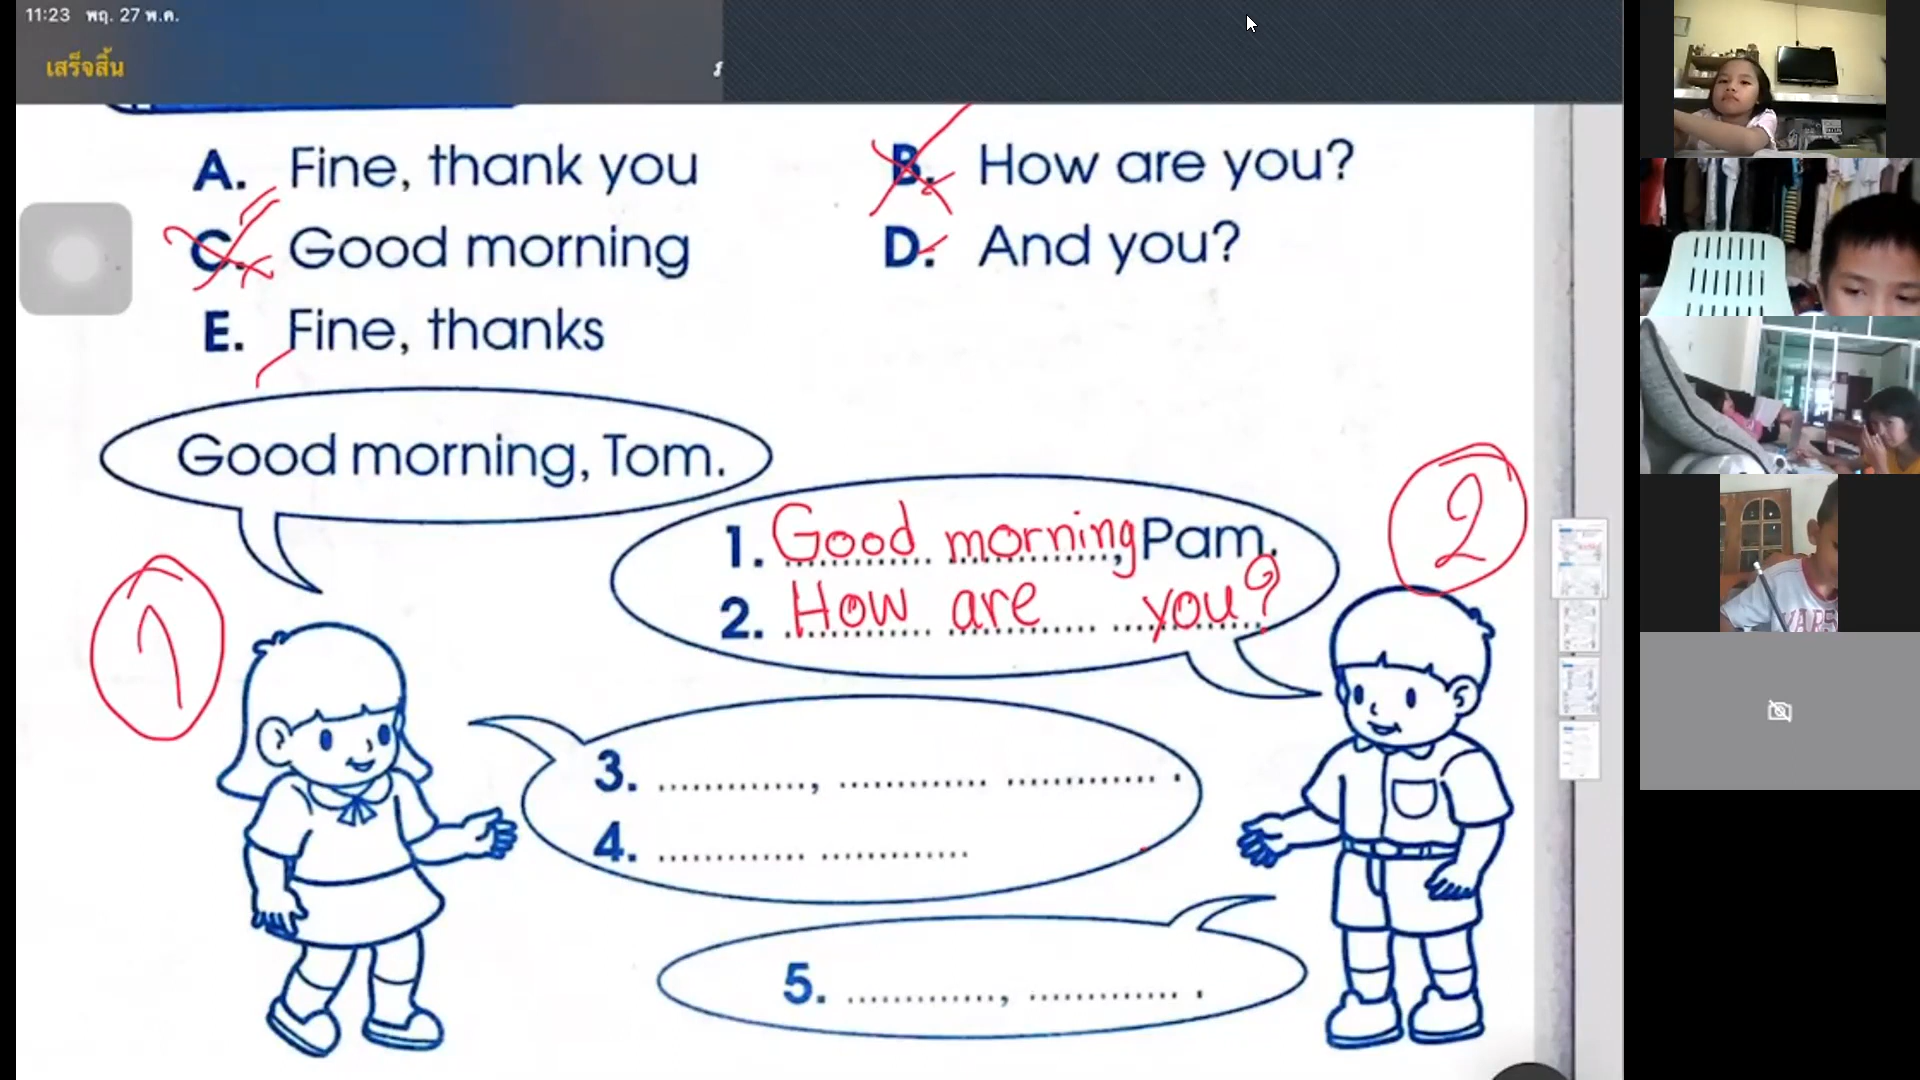 11:23 พฤ. 27 พ.ค.
เสร็จสิ้น
A. Fine, thank you
B. How are you?
C. Good morning
D. And you?
E. Fine, thanks
Good morning, Tom.
1. Good morning, Pam.
2. How are you?
1
2
3. ............, ............ ............ .
4. ............ ............
5. ............, ............ .